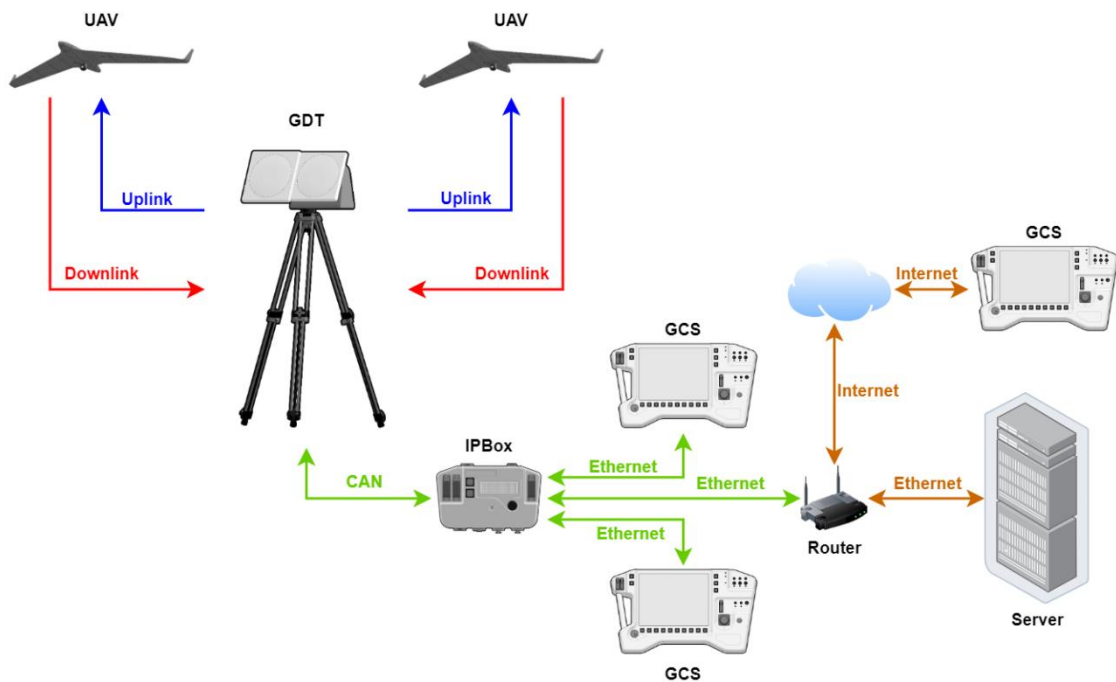 UAV
UAV
GDT
Uplink
Uplink
Downlink
Downlink
GCS
Internet
GCS
Internet
IPBox
CAN
Ethernet
Ethernet
Ethernet
Ethernet
Router
Server
GCS